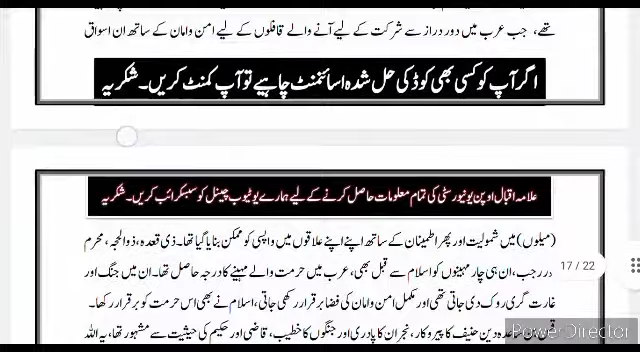 تھے، جب عرب میں دور دراز سے شرکت کے لیے آنے والے قافلوں کے لیے امن وامان کے ساتھ ان اسواق
اگر آپ کو کسی بھی کوڈ کی حل شدہ اسائنمنٹ چاہیے تو آپ کمنٹ کریں۔ شکریہ
علامہ اقبال اوپن یونیورسٹی کی تمام معلومات حاصل کرنے کے لیے ہمارے یوٹیوب چینل کو سبسکرائب کریں۔ شکریہ
(میلوں) میں شمولیت اور پھر اطمینان کے ساتھ اپنے اپنے علاقوں میں واپسی کو ممکن بنایا گیا تھا۔ ذی قعدہ، ذوالحجہ، محرم
17 / 22
در رجب، ان ہی چار مہینوں کو اسلام سے قبل بھی، عرب میں حرمت والے مہینے کا درجہ حاصل تھا۔ ان میں جنگ اور
غارت گری روک دی جاتی تھی اور مکمل امن وامان کی فضا برقرار رکھی جاتی، اسلام نے بھی اس حرمت کو برقرار رکھا۔
ساعدہ دین حنیف کا پیروکار، نجران کا پادری اور جنگوں کا خطیب، قاضی اور حکیم کی حیثیت سے مشہور تھا، یہ اللہ
PowerDirector